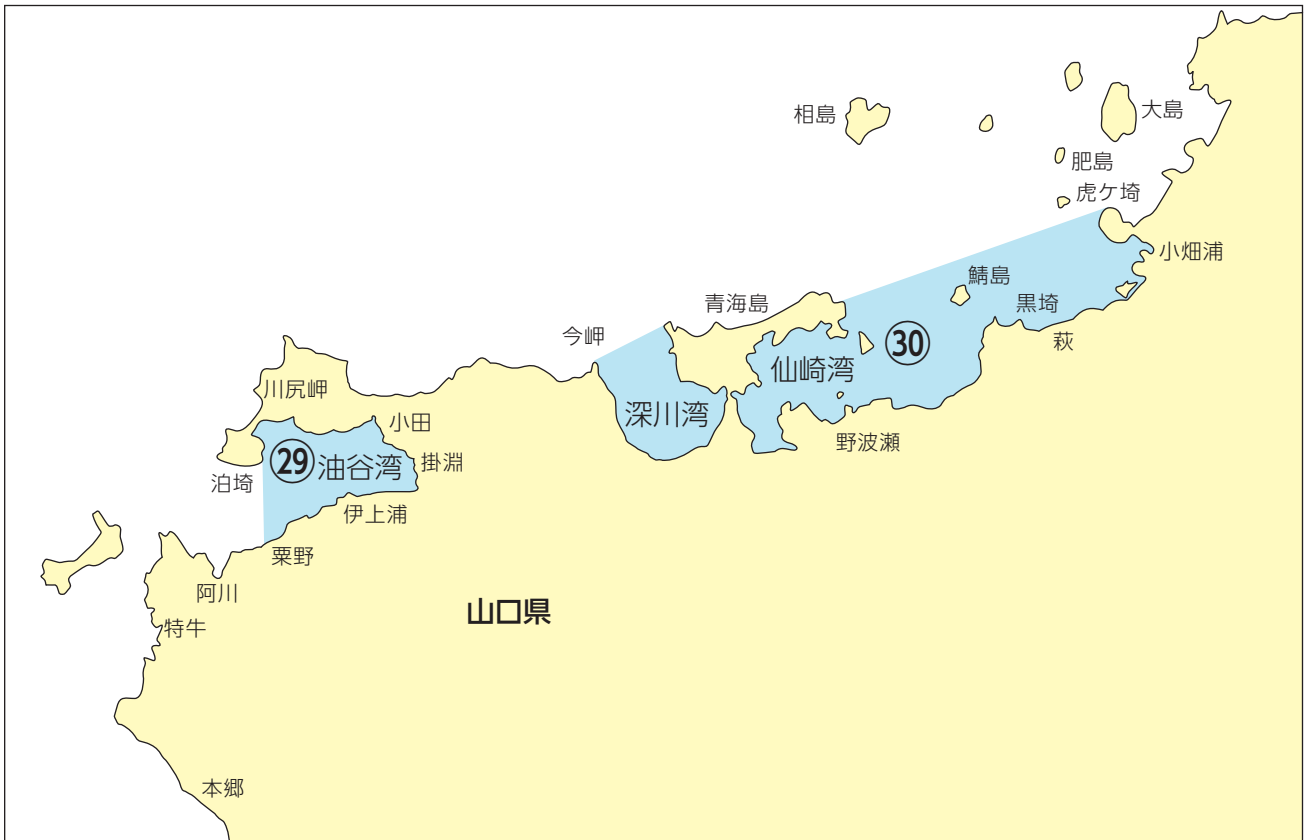 相島
大島
肥島
虎ケ埼
小畑浦
鯖島
青海島
黒埼
今岬
萩
㉚
仙崎湾
川尻岬
深川湾
小田
野波瀬
㉙
油谷湾
掛淵
泊埼
伊上浦
粟野
阿川
山口県
特牛
本郷